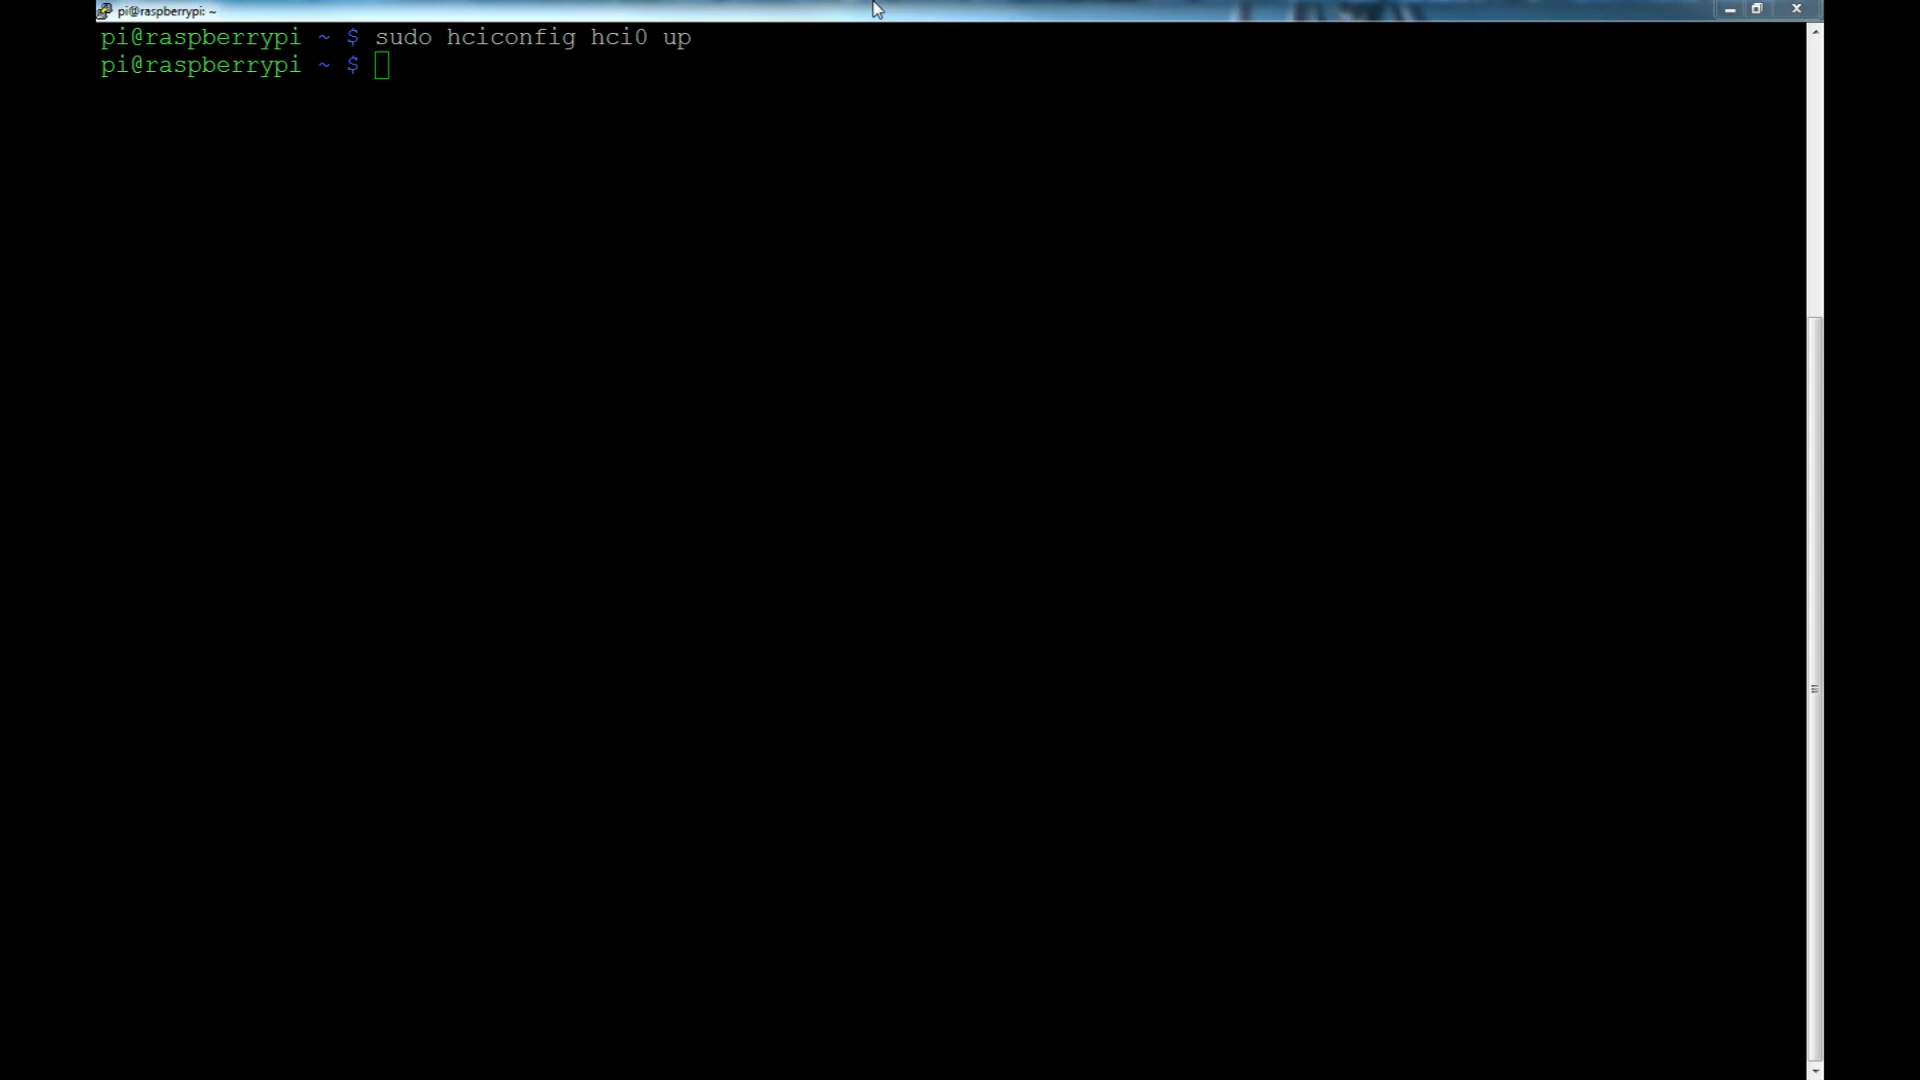 pi@raspberrypi: ~
pi@raspberrypi ~ $ sudo hciconfig hci0 up
pi@raspberrypi ~ $